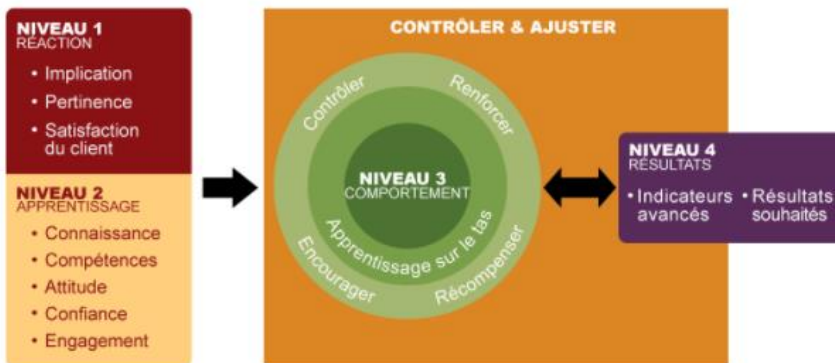 NIVEAU 1
RÉACTION
• Implication
• Pertinence
• Satisfaction
du client
NIVEAU 2
APPRENTISSAGE
• Connaissance
• Compétences
• Attitude
• Confiance
• Engagement
CONTRÔLER & AJUSTER
Contrôler
Renforcer
NIVEAU 3
COMPORTEMENT
Apprentissage sur le tas
Encourager
Récompenser
NIVEAU 4
RÉSULTATS
• Indicateurs
avancés
• Résultats
souhaités